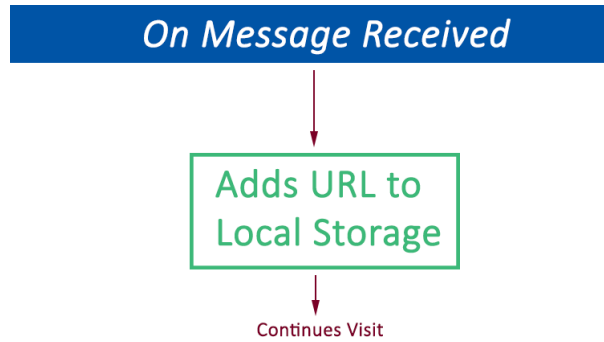 On Message Received
Adds URL to
Local Storage
Continues Visit